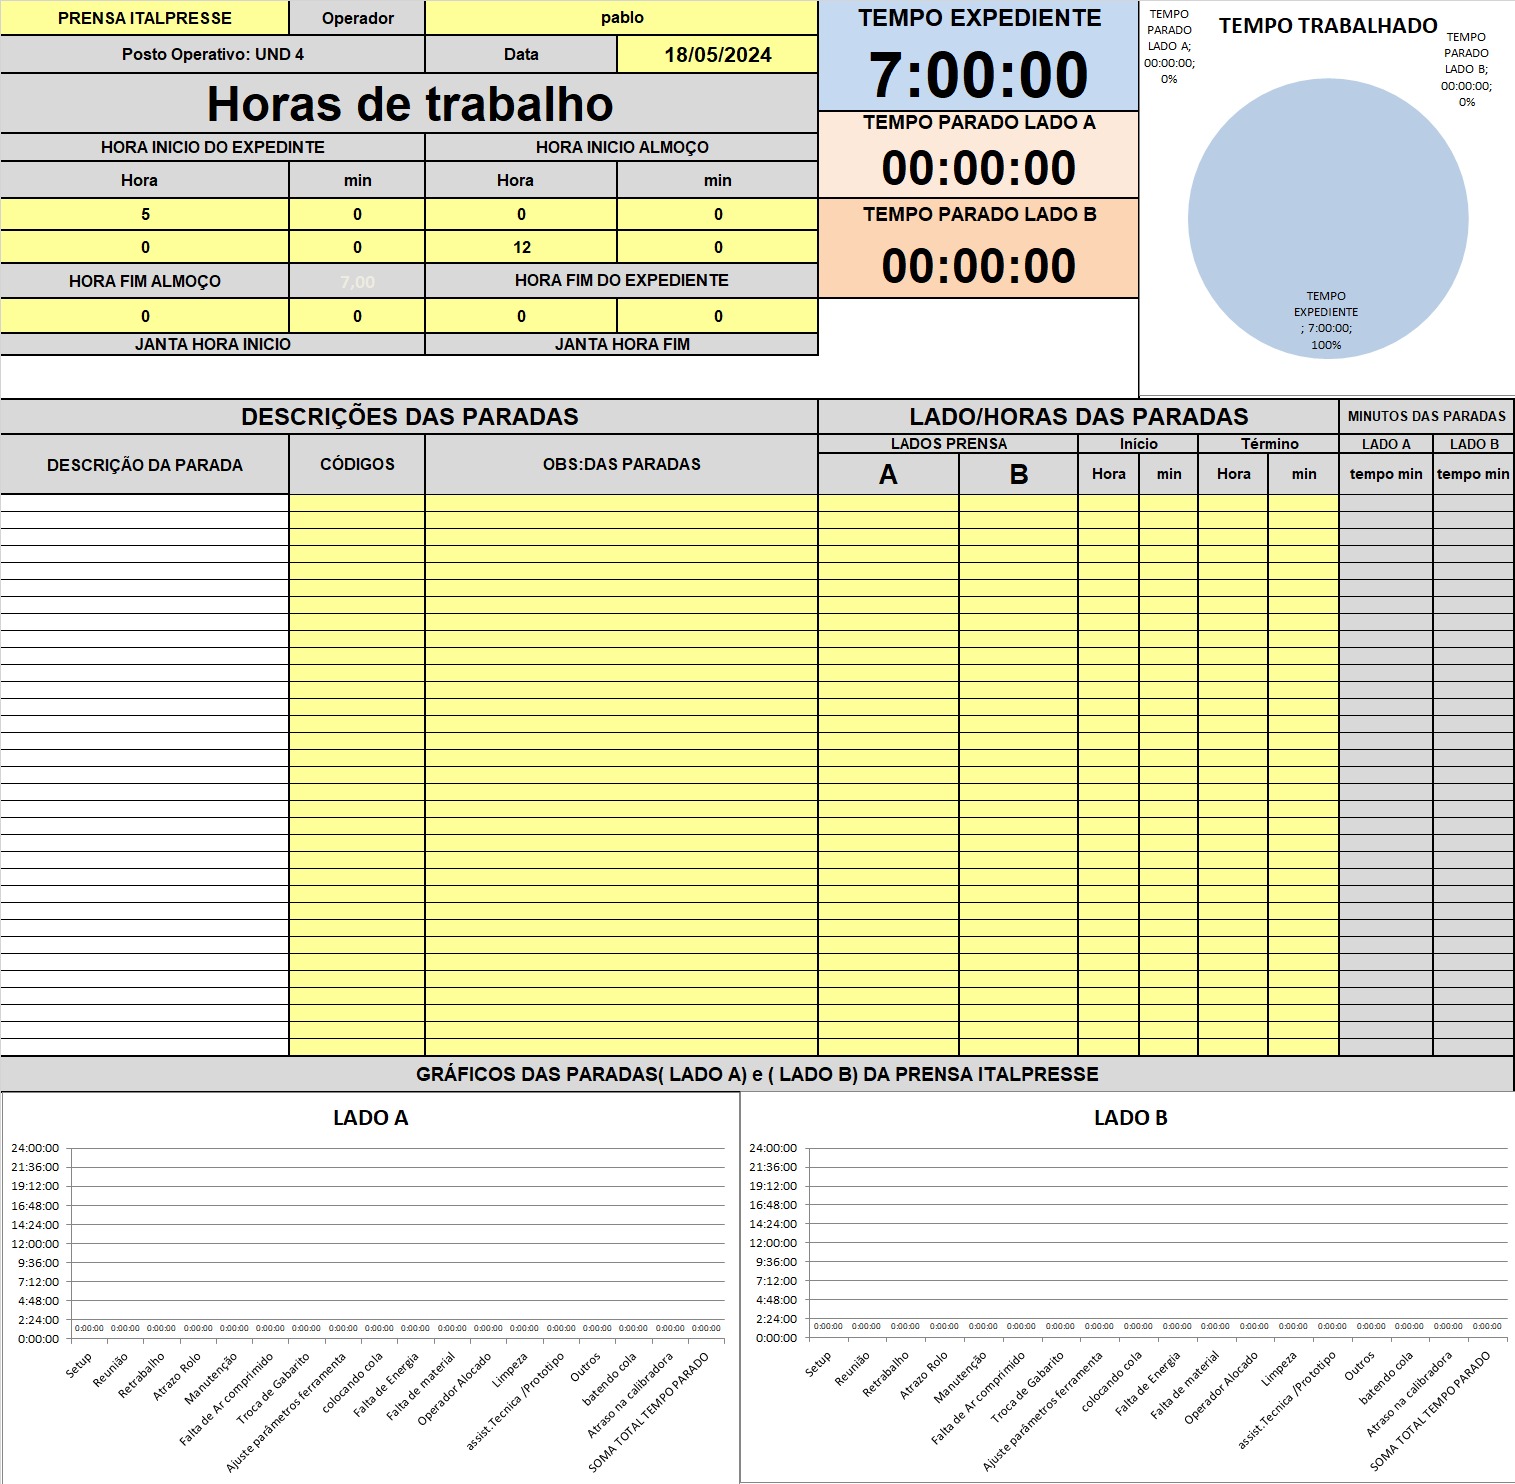 PRENSA ITALPRESSE Operador pablo
Posto Operativo: UND 4 Data 18/05/2024
Horas de trabalho
HORA INICIO DO EXPEDINTE HORA INICIO ALMOÇO
Hora min Hora min
5 0 0 0
0 0 12 0
HORA FIM ALMOÇO 7,00 HORA FIM DO EXPEDIENTE
0 0 0 0
JANTA HORA INICIO JANTA HORA FIM
TEMPO EXPEDIENTE
7:00:00
TEMPO PARADO LADO A
00:00:00
TEMPO PARADO LADO B
00:00:00
TEMPO TRABALHADO
TEMPO
PARADO
LADO A;
00:00:00;
0%
TEMPO
PARADO
LADO B;
00:00:00;
0%
TEMPO
EXPEDIENTE
; 7:00:00;
100%
DESCRIÇÕES DAS PARADAS LADO/HORAS DAS PARADAS MINUTOS DAS PARADAS
DESCRIÇÃO DA PARADA CÓDIGOS OBS:DAS PARADAS
LADOS PRENSA Início Término LADO A LADO B
A B Hora min Hora min tempo min tempo min
GRÁFICOS DAS PARADAS( LADO A) e ( LADO B) DA PRENSA ITALPRESSE
LADO A
24:00:00
21:36:00
19:12:00
16:48:00
14:24:00
12:00:00
9:36:00
7:12:00
4:48:00
2:24:00
0:00:00
0:00:00 0:00:00 0:00:00 0:00:00 0:00:00 0:00:00 0:00:00 0:00:00 0:00:00 0:00:00 0:00:00 0:00:00 0:00:00 0:00:00 0:00:00 0:00:00 0:00:00 0:00:00
Setup
Reunião
Retrabalho
Atrazo Rolo
Manutenção
Falta de Ar comprimido
Troca de Gabarito
Ajuste parâmetros ferramenta
colocando cola
Falta de Energia
Falta de material
Operador Alocado
Limpeza
assist.Tecnica /Prototipo
Outros
batendo cola
Atraso na calibradora
SOMA TOTAL TEMPO PARADO
LADO B
24:00:00
21:36:00
19:12:00
16:48:00
14:24:00
12:00:00
9:36:00
7:12:00
4:48:00
2:24:00
0:00:00
0:00:00 0:00:00 0:00:00 0:00:00 0:00:00 0:00:00 0:00:00 0:00:00 0:00:00 0:00:00 0:00:00 0:00:00 0:00:00 0:00:00 0:00:00 0:00:00 0:00:00 0:00:00
Setup
Reunião
Retrabalho
Atrazo Rolo
Manutenção
Falta de Ar comprimido
Troca de Gabarito
Ajuste parâmetros ferramenta
colocando cola
Falta de Energia
Falta de material
Operador Alocado
Limpeza
assist.Tecnica /Prototipo
Outros
batendo cola
Atraso na calibradora
SOMA TOTAL TEMPO PARADO